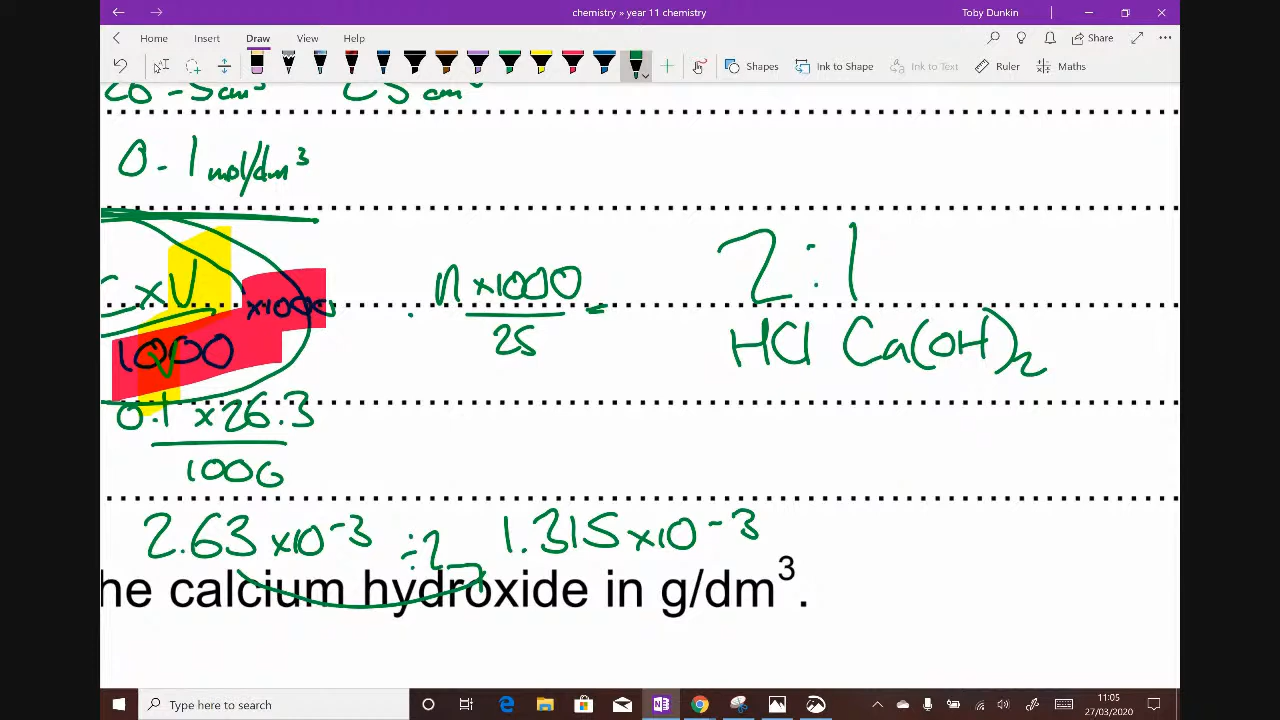 chemistry » year 11 chemistry
Toby Dunkin
Home Insert Draw View Help
Share
Shapes Ink to Shape Ink to Text Ruler Maths
25 cm³
0.1 mol/dm³
2:1
C x V x1000
1000
n x1000 =
25
HCl Ca(OH)₂
0.1 x 26.3
1000
2.63 x10⁻³ ÷2 1.315 x10⁻³
he calcium hydroxide in g/dm³.
Type here to search
11:05
27/03/2020